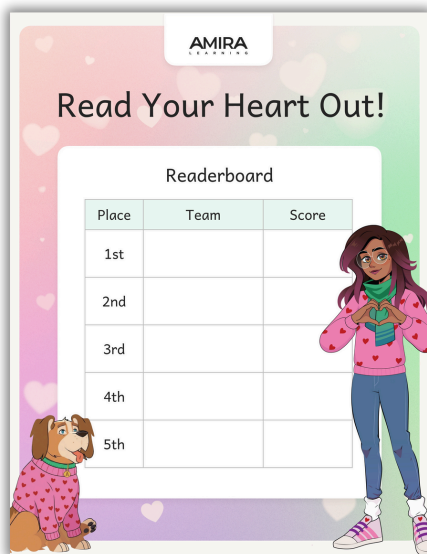 AMIRA
LEARNING
Read Your Heart Out!
Readerboard
Place Team Score
1st
2nd
3rd
4th
5th